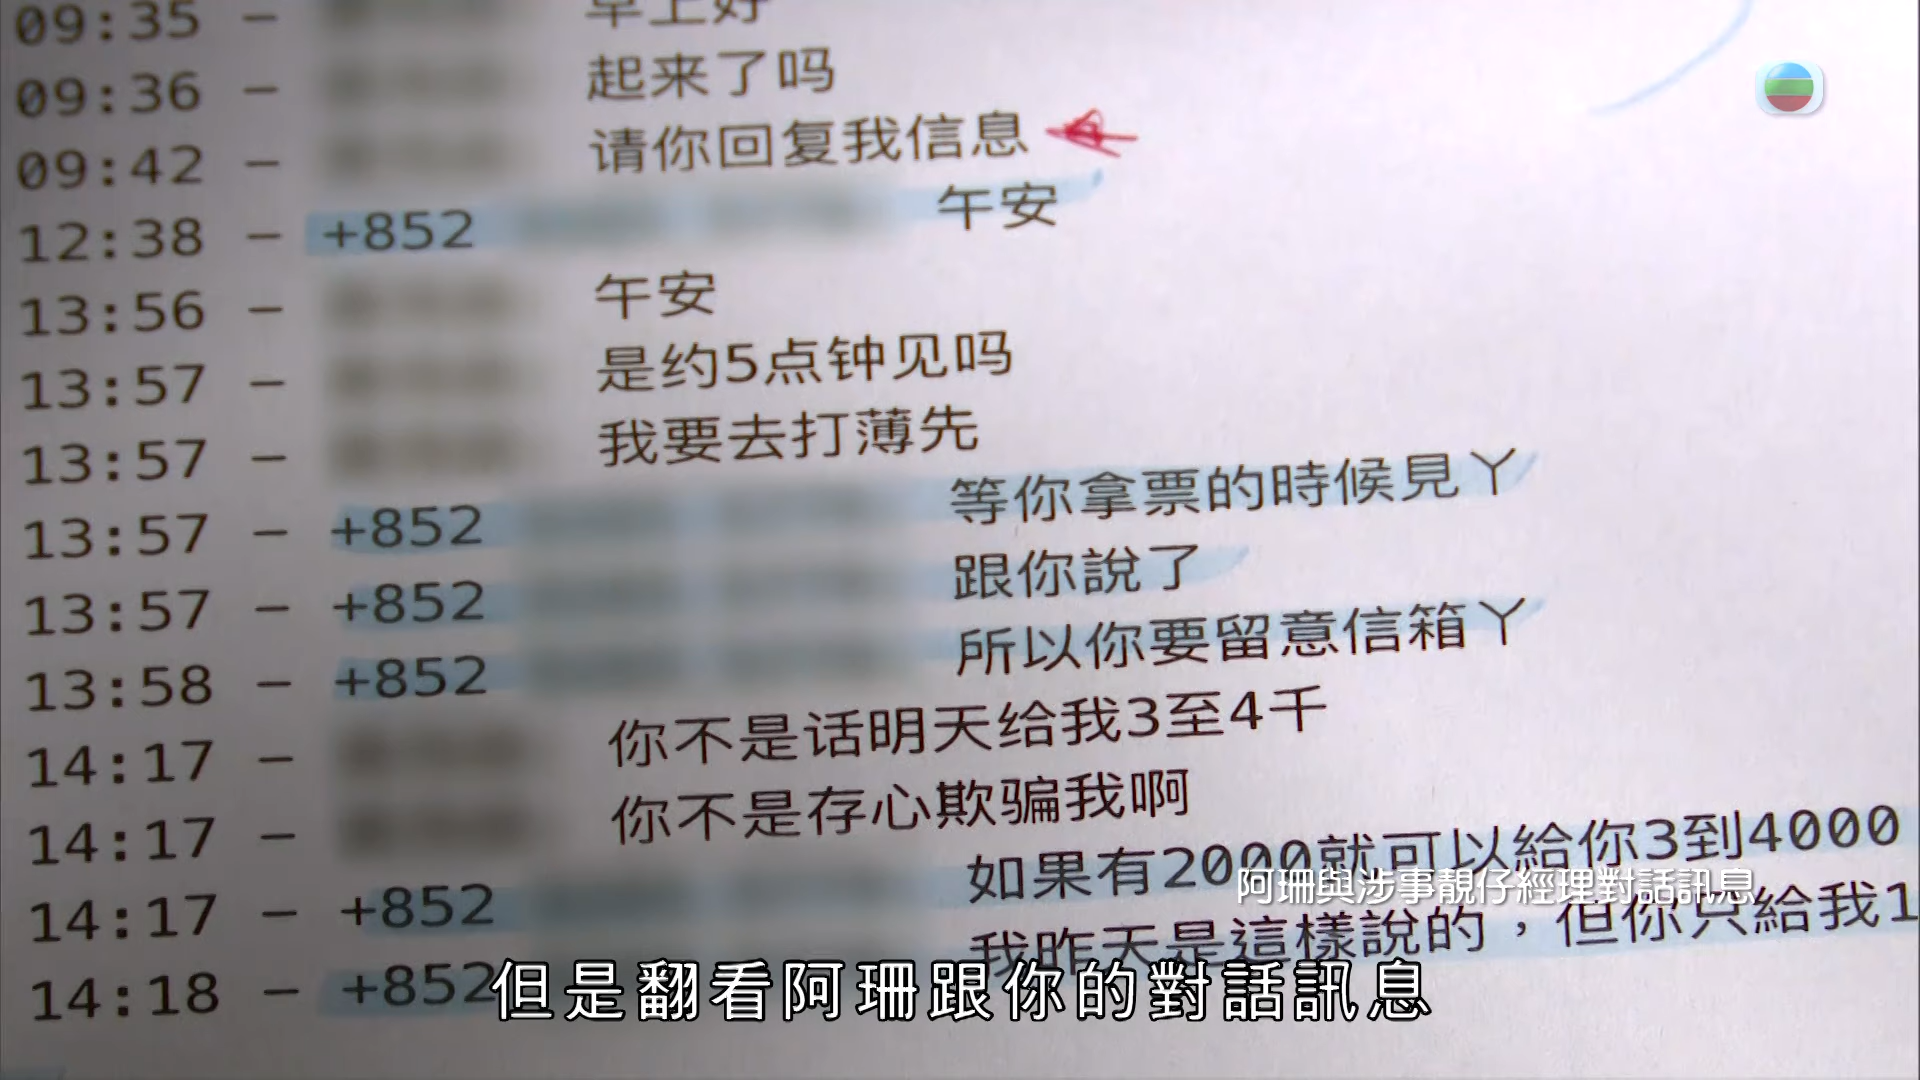 09:35 - 早上好
09:36 - 起来了吗
09:42 - 请你回复我信息
12:38 - +852 午安
13:56 - 午安
13:57 - 是约5点钟见吗
13:57 - 我要去打薄先
13:57 - +852 等你拿票的時候見丫
13:57 - +852 跟你說了
13:58 - +852 所以你要留意信箱丫
14:17 - 你不是话明天给我3至4千
14:17 - 你不是存心欺骗我啊
14:17 - +852 如果有2000就可以給你3到4000
14:18 - +852 我昨天是這樣說的，但你只給我1
阿珊與涉事靚仔經理對話訊息
但是翻看阿珊跟你的對話訊息